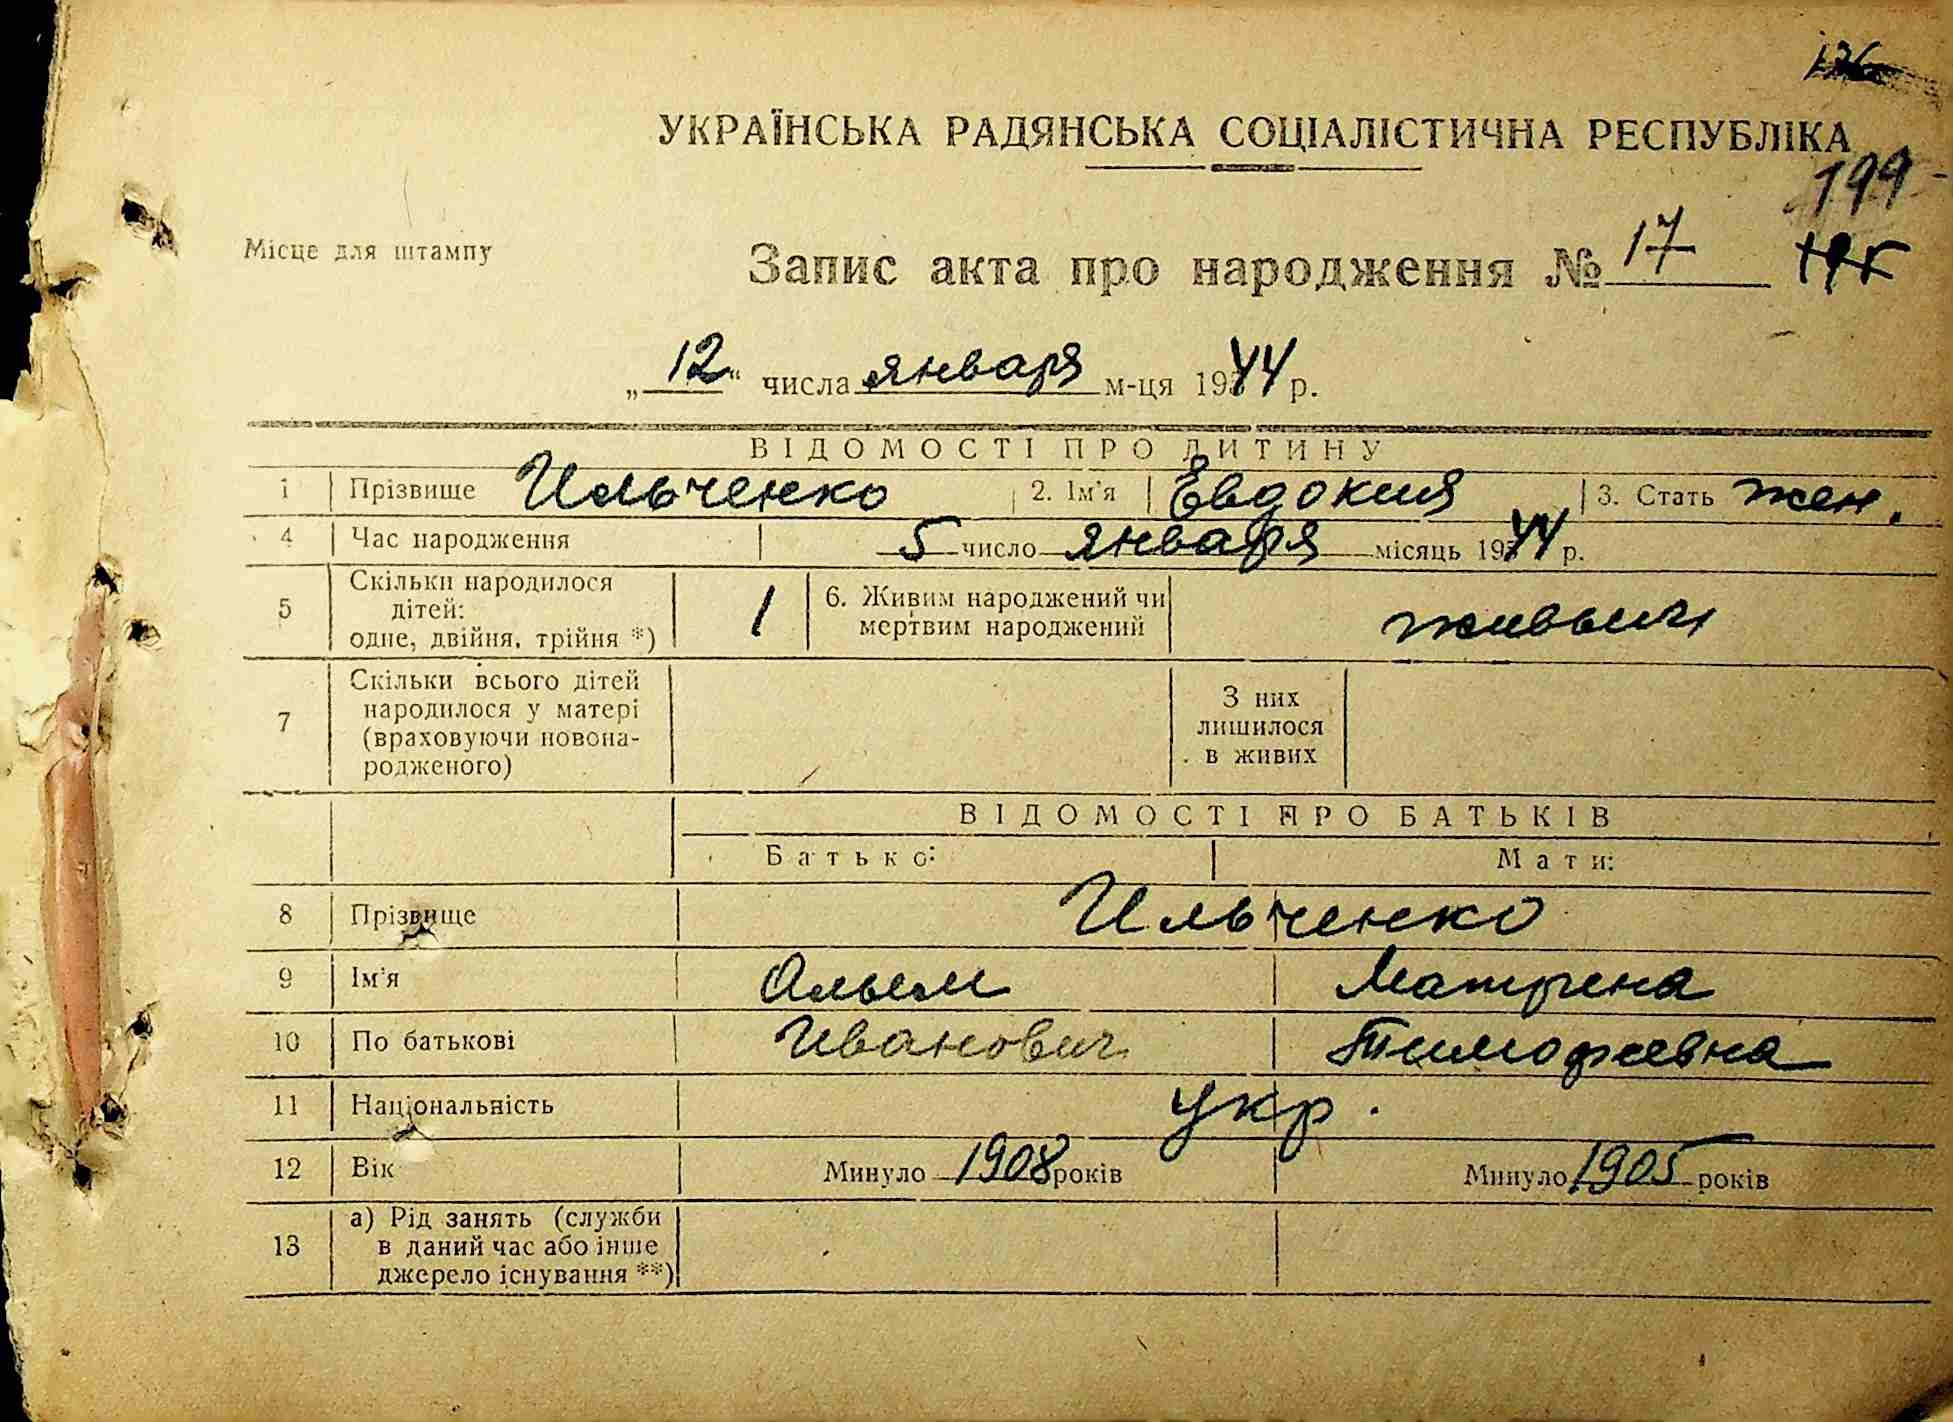 УКРАЇНСЬКА РАДЯНСЬКА СОЦІАЛІСТИЧНА РЕСПУБЛІКА
199
Місце для штампу
Запис акта про народження № 17
„12" числа января м-ця 1944 р.
ВІДОМОСТІ ПРО ДИТИНУ
1 Прізвище Ильченко 2. Ім'я Евдокия 3. Стать жен.
4 Час народження 5 число января місяць 1944 р.
5 Скільки народилося дітей: одне, двійня, трійня *) 1 6. Живим народжений чи мертвим народжений живым
7 Скільки всього дітей народилося у матері (враховуючи новона-родженого) З них лишилося в живих
ВІДОМОСТІ ПРО БАТЬКІВ
Батько: Мати:
8 Прізвище Ильченко
9 Ім'я Матрена
10 По батькові Иванович Тимофеевна
11 Національність укр.
12 Вік Минуло 1908 років Минуло 1905 років
13 а) Рід занять (служби в даний час або інше джерело існування **)